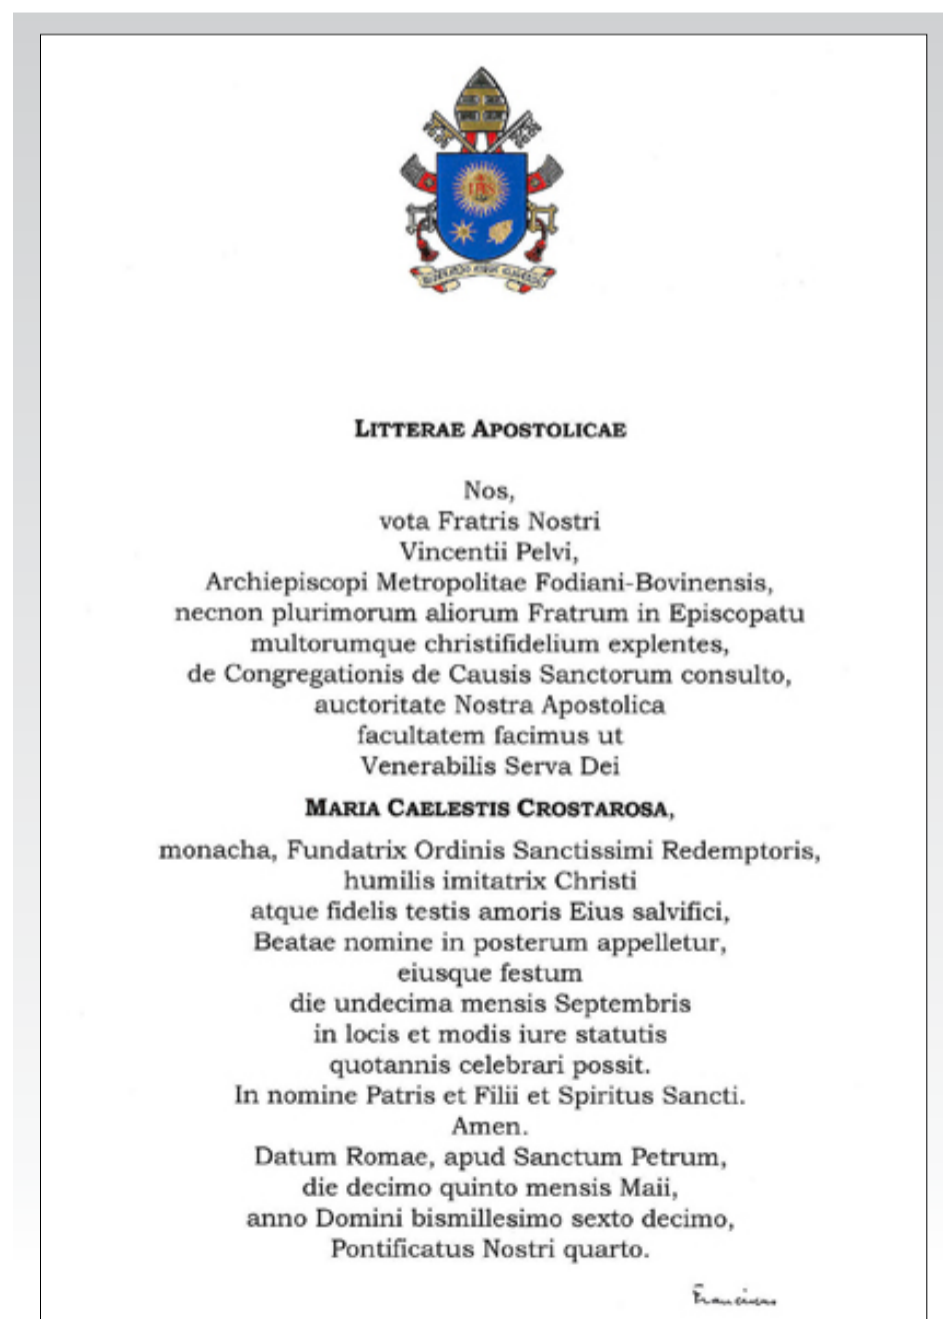 IHS
LITTERAE APOSTOLICAE
Nos,
vota Fratris Nostri
Vincentii Pelvi,
Archiepiscopi Metropolitae Fodiani-Bovinensis,
necnon plurimorum aliorum Fratrum in Episcopatu
multorumque christifidelium explentes,
de Congregationis de Causis Sanctorum consulto,
auctoritate Nostra Apostolica
facultatem facimus ut
Venerabilis Serva Dei
MARIA CAELESTIS CROSTAROSA,
monacha, Fundatrix Ordinis Sanctissimi Redemptoris,
humilis imitatrix Christi
atque fidelis testis amoris Eius salvifici,
Beatae nomine in posterum appelletur,
eiusque festum
die undecima mensis Septembris
in locis et modis iure statutis
quotannis celebrari possit.
In nomine Patris et Filii et Spiritus Sancti.
Amen.
Datum Romae, apud Sanctum Petrum,
die decimo quinto mensis Maii,
anno Domini bismillesimo sexto decimo,
Pontificatus Nostri quarto.
Franciscus